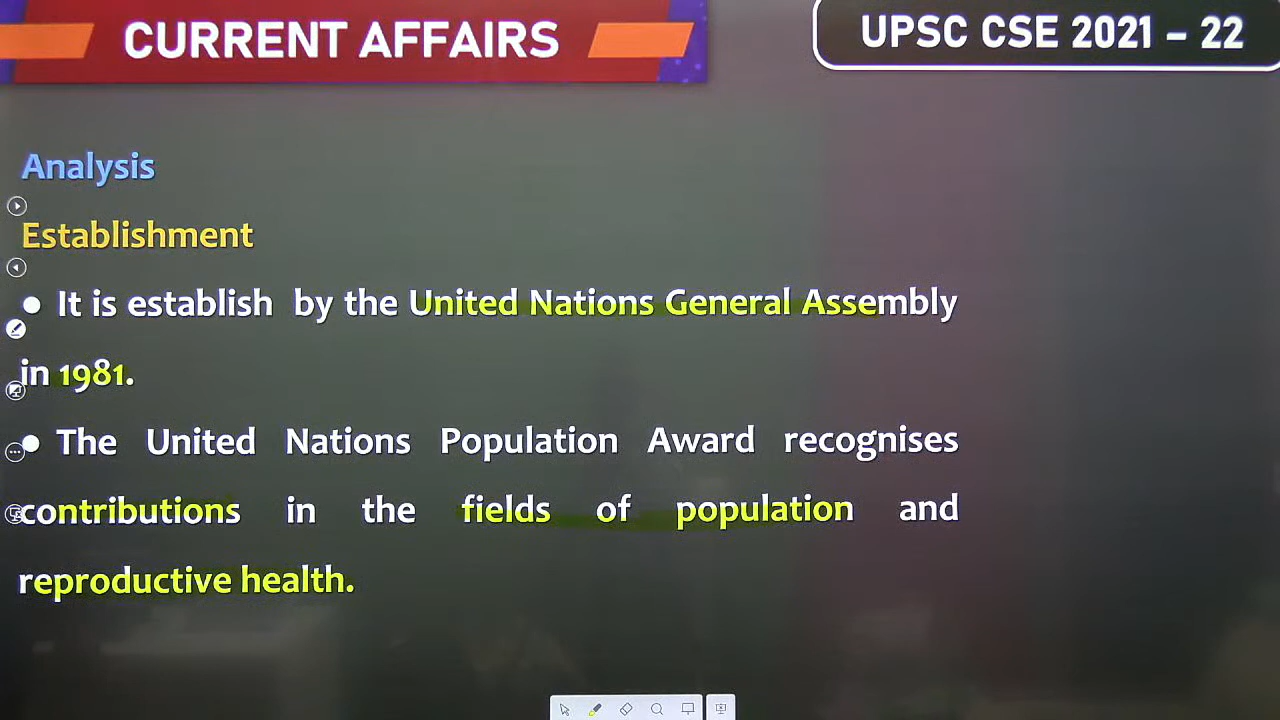 CURRENT AFFAIRS
UPSC CSE 2021 – 22
Analysis
Establishment
● It is establish by the United Nations General Assembly
in 1981.
● The United Nations Population Award recognises
contributions in the fields of population and
reproductive health.